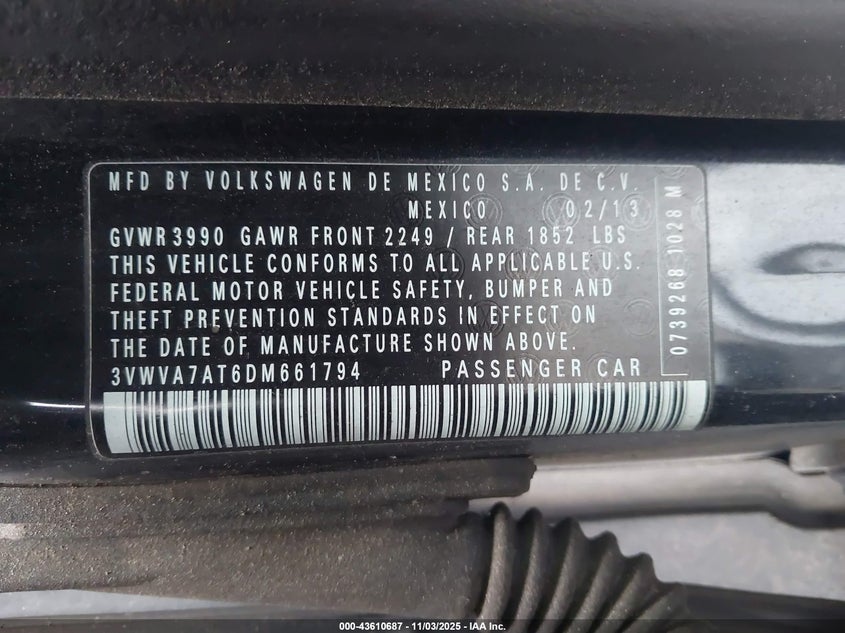 MFD BY VOLKSWAGEN DE MEXICO S.A. DE C.V.
MEXICO 02/13
GVWR 3990 GAWR FRONT 2249 / REAR 1852 LBS
THIS VEHICLE CONFORMS TO ALL APPLICABLE U.S.
FEDERAL MOTOR VEHICLE SAFETY, BUMPER AND
THEFT PREVENTION STANDARDS IN EFFECT ON
THE DATE OF MANUFACTURE SHOWN ABOVE.
3VWVA7AT6DM661794 PASSENGER CAR
0739268 1028 M
000-43610687 - 11/03/2025 - IAA Inc.